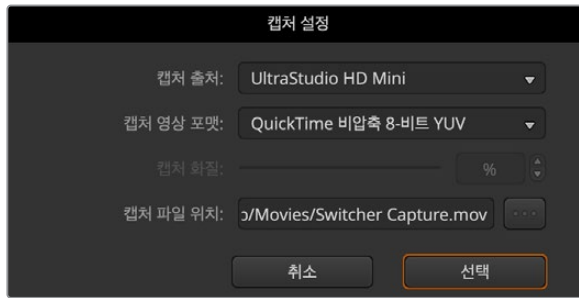 캡처 설정
캡처 출처: UltraStudio HD Mini
캡처 영상 포맷: QuickTime 비압축 8-비트 YUV
캡처 화질: %
캡처 파일 위치: o/Movies/Switcher Capture.mov ...
취소 선택